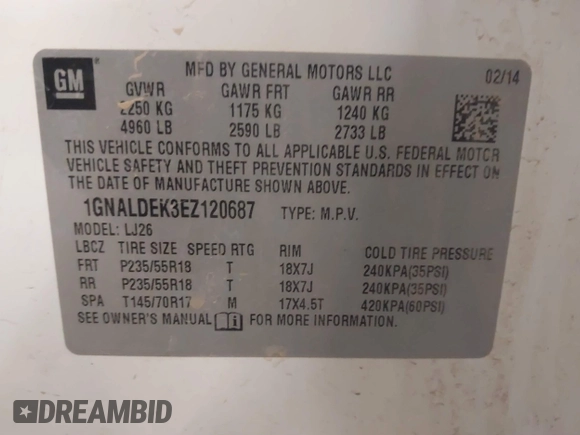 GM
MFD BY GENERAL MOTORS LLC 02/14
GVWR GAWR FRT GAWR RR
2250 KG 1175 KG 1240 KG
4960 LB 2590 LB 2733 LB
THIS VEHICLE CONFORMS TO ALL APPLICABLE U.S. FEDERAL MOTOR
VEHICLE SAFETY AND THEFT PREVENTION STANDARDS IN EFFECT ON
THE DATE OF MANUFACTURE SHOWN ABOVE.
1GNALDEK3EZ120687 TYPE: M.P.V.
MODEL: LJ26
LBCZ TIRE SIZE SPEED RTG RIM COLD TIRE PRESSURE
FRT P235/55R18 T 18X7J 240KPA(35PSI)
RR P235/55R18 T 18X7J 240KPA(35PSI)
SPA T145/70R17 M 17X4.5T 420KPA(60PSI)
SEE OWNER'S MANUAL i FOR MORE INFORMATION.
DREAMBID